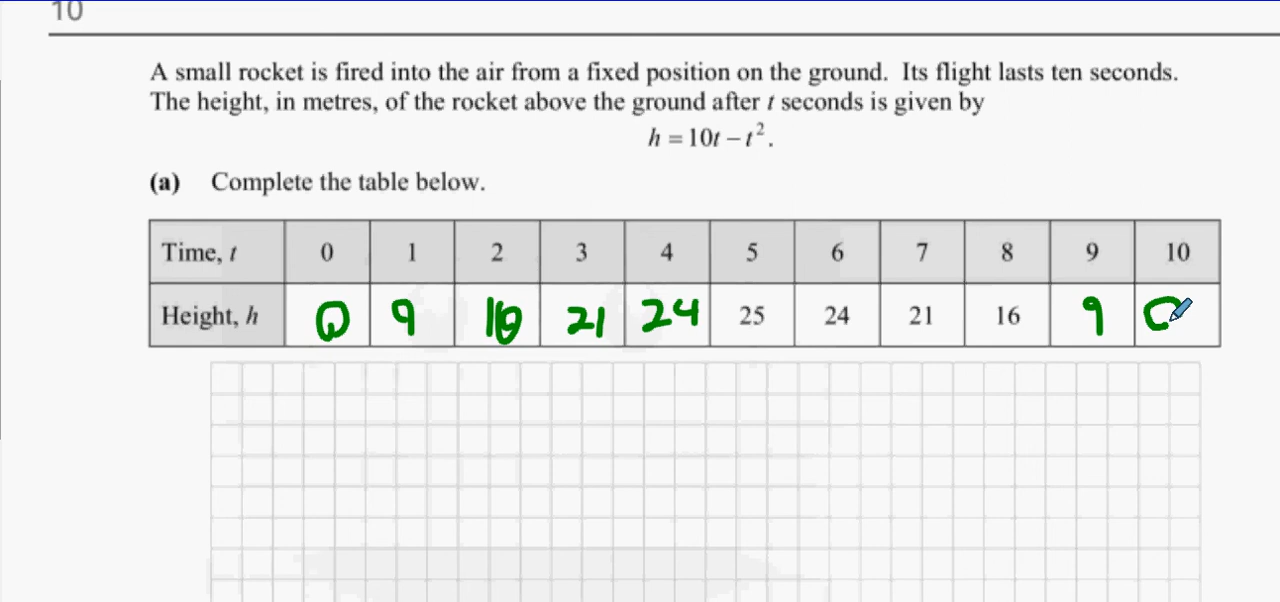 10
A small rocket is fired into the air from a fixed position on the ground. Its flight lasts ten seconds.
The height, in metres, of the rocket above the ground after t seconds is given by
h = 10t – t².
(a) Complete the table below.
Time, t 0 1 2 3 4 5 6 7 8 9 10
Height, h 0 9 16 21 24 25 24 21 16 9 0